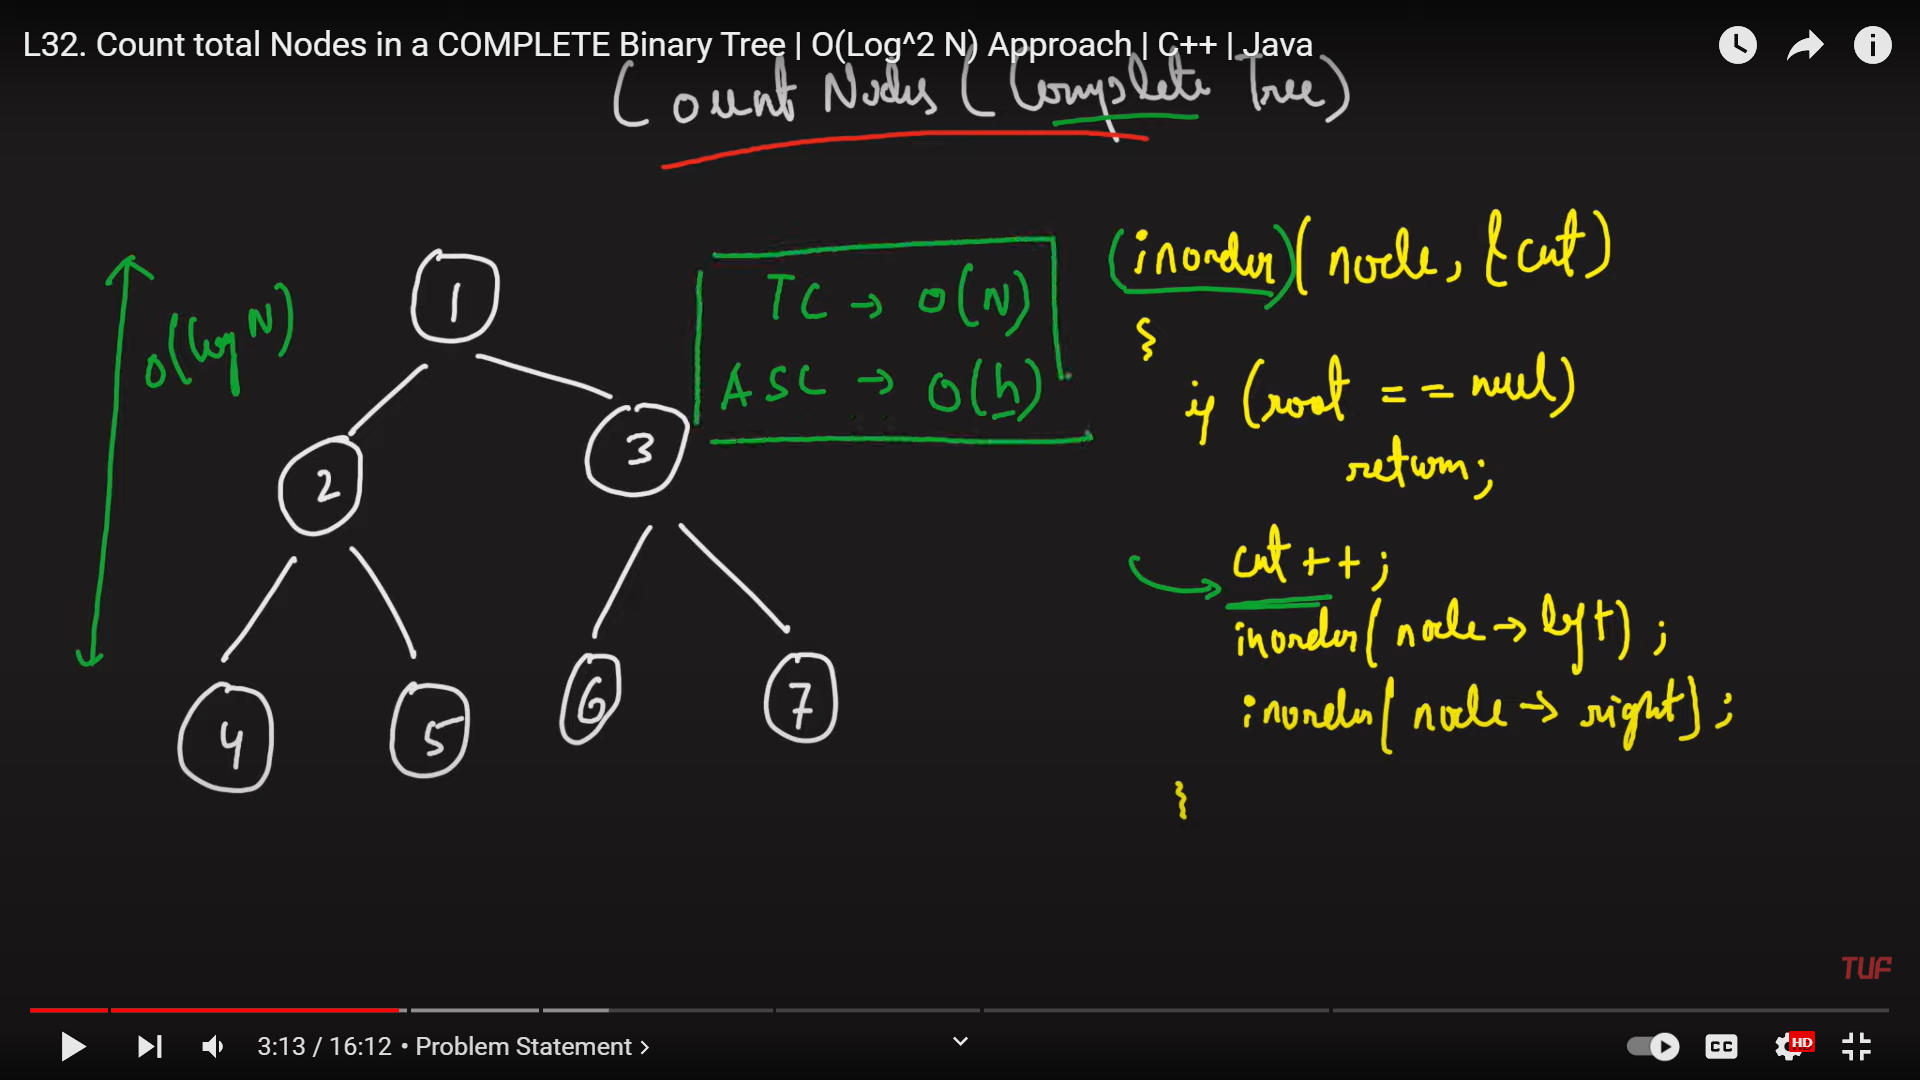 L32. Count total Nodes in a COMPLETE Binary Tree | O(Log^2 N) Approach | C++ | Java
Count Nodes (Complete Tree)
O(log N)
1
2
3
4
5
6
7
TC → O(N)
ASC → O(h)
(inorder)(node, &cnt)
{
if (root == null)
return;
cnt++;
inorder(node → left);
inorder(node → right);
}
TUF
3:13 / 16:12 • Problem Statement >
CC
HD